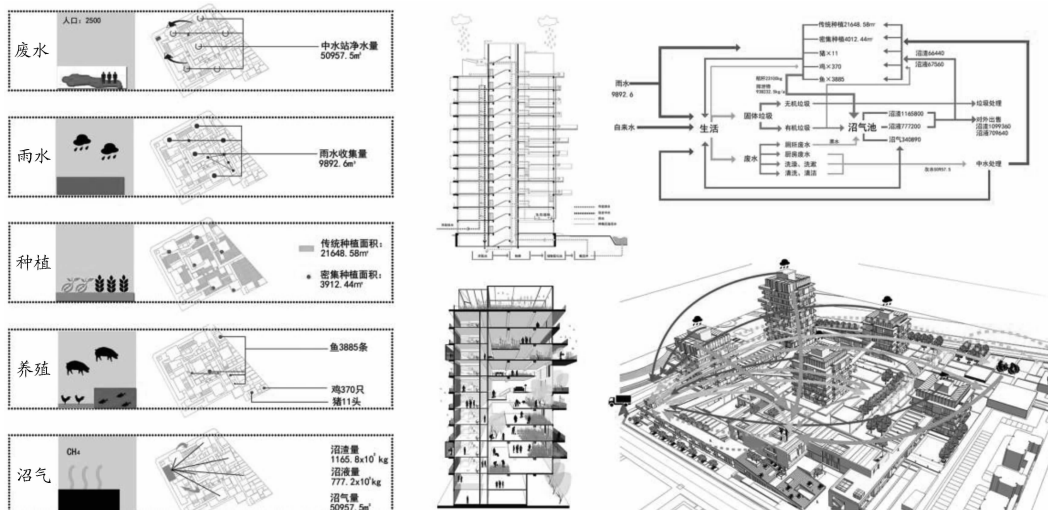 废水
人口：2500
中水站净水量
50957.5㎥
雨水
雨水收集量
9892.6㎥
种植
传统种植面积：
21648.58㎡
密集种植面积：
3912.44㎡
养殖
鱼3885条
鸡370只
猪11头
沼气
CH₄
沼渣量
沼液量
沼气量
50957.5㎥
传统种植21648.58㎡
密集种植4012.44㎡
猪×11
鸡×370
鱼×3885
沼渣66440
沼液67560
雨水
9892.6
自来水
生活
固体垃圾
无机垃圾
有机垃圾
沼气池
沼渣1165800
沼液777200
沼气340890
垃圾处理
对外出售
沼渣1099360
沼液709640
废水
厕所废水
厨房废水
洗澡、洗漱
清洗、清洁
中水处理